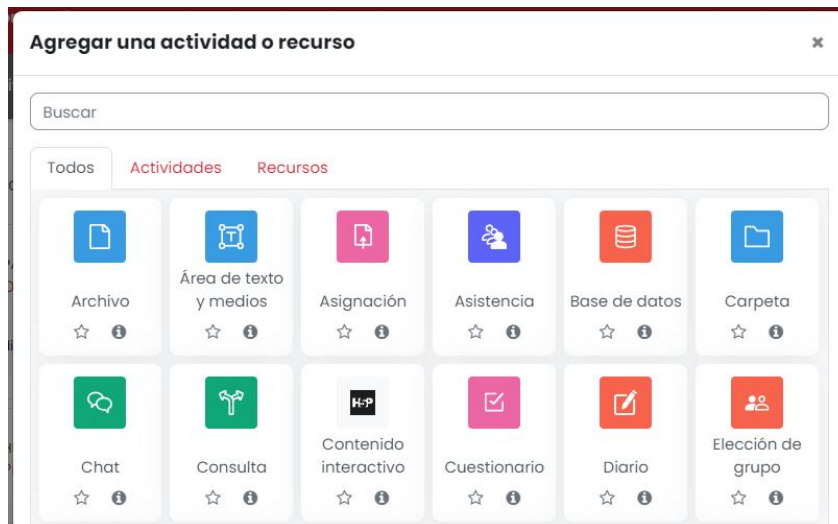 Agregar una actividad o recurso
Buscar
Todos Actividades Recursos
Archivo
Área de texto
y medios
Asignación
Asistencia
Base de datos
Carpeta
Chat
Consulta
H-P
Contenido
interactivo
Cuestionario
Diario
Elección de
grupo